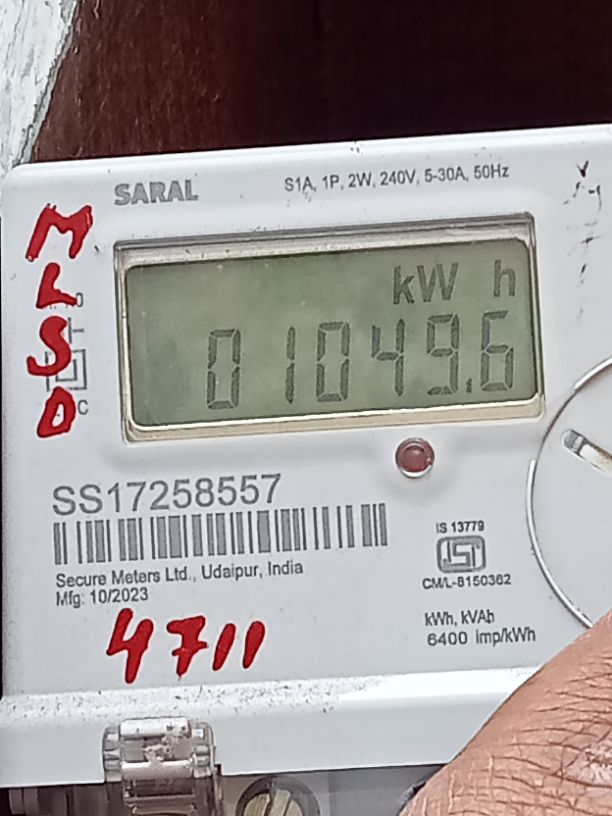 SARAL
S1A, 1P, 2W, 240V, 5-30A, 50Hz
M
L
S
D
C
kW h
01049.6
SS17258557
Secure Meters Ltd., Udaipur, India
Mfg: 10/2023
IS 13779
ISI
CM/L-8150362
kWh, kVAh
6400 imp/kWh
4711